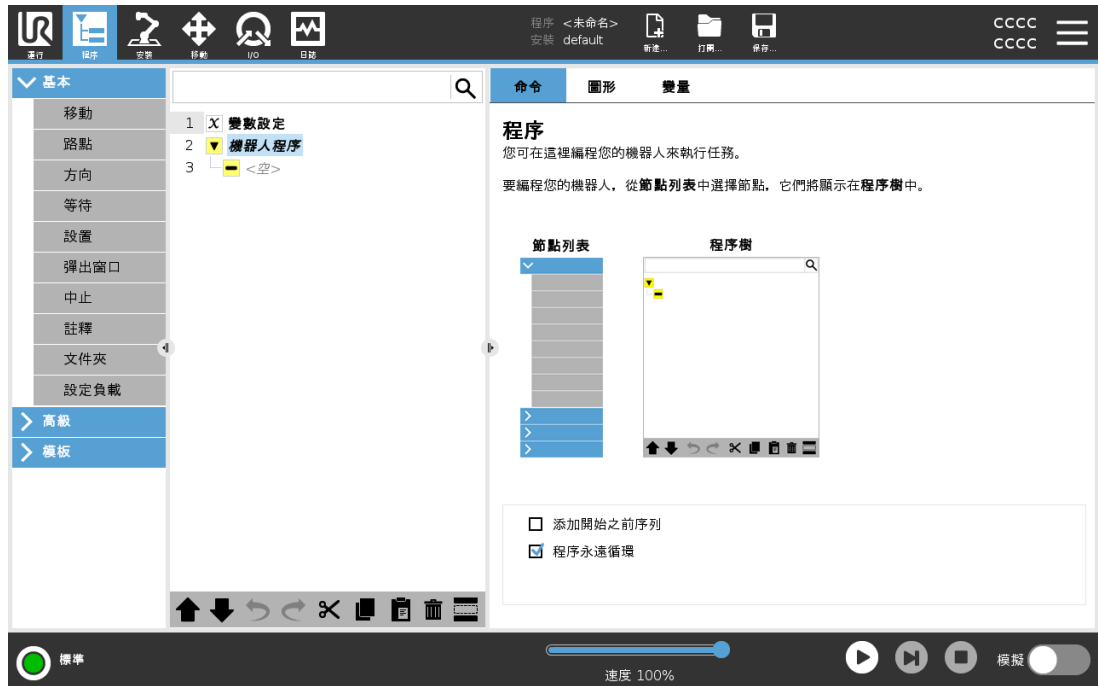 UR
運行
程序
安裝
移動
I/O
日誌
程序 <未命名>
安裝 default
新建...
打開...
保存...
cccc
cccc
基本
移動
路點
方向
等待
設置
彈出窗口
中止
註釋
文件夾
設定負載
高級
模板
1 X 變數設定
2 機器人程序
3 <空>
命令
圖形
變量
程序
您可在這裡編程您的機器人來執行任務。
要編程您的機器人，從節點列表中選擇節點，它們將顯示在程序樹中。
節點列表
程序樹
添加開始之前序列
程序永遠循環
標準
速度 100%
模擬